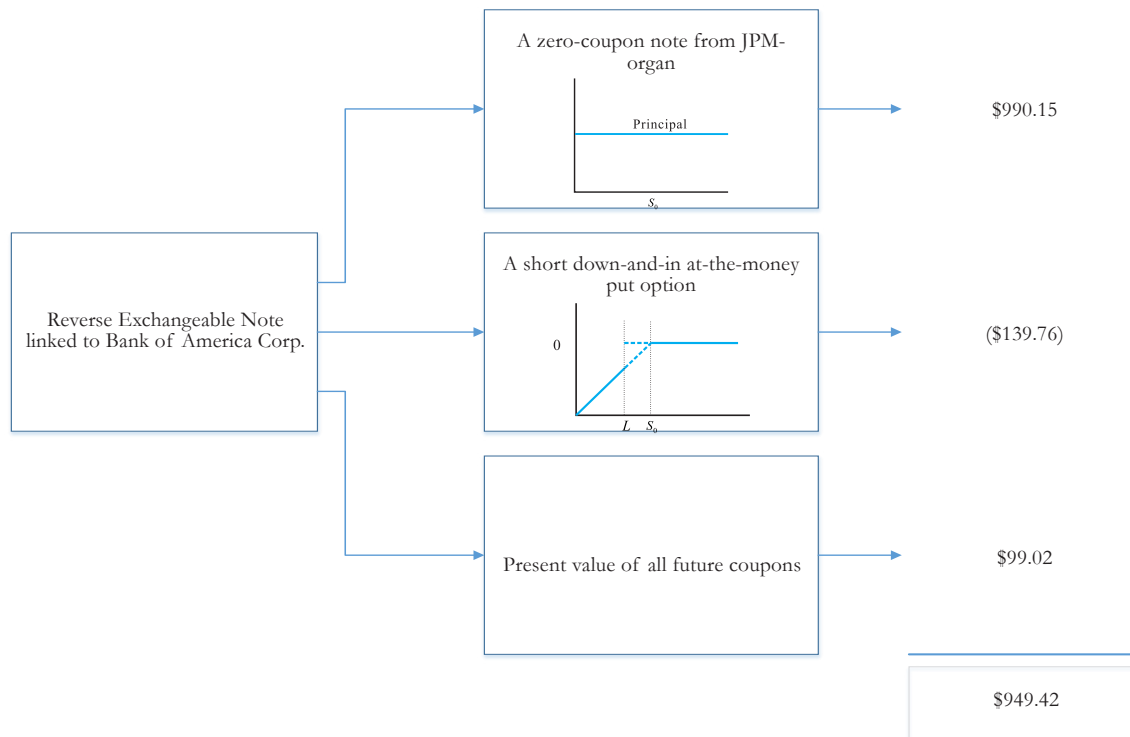 A zero-coupon note from JPM-
organ
Principal
S₀
$990.15
Reverse Exchangeable Note
linked to Bank of America Corp.
A short down-and-in at-the-money
put option
0
L S₀
($139.76)
Present value of all future coupons
$99.02
$949.42